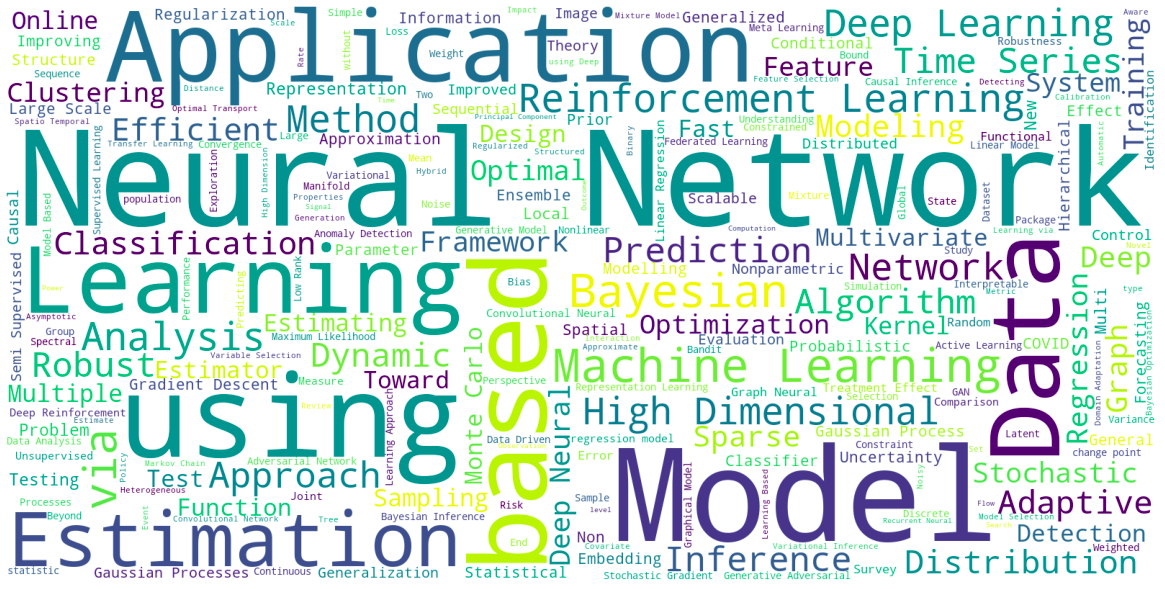 Online
Regularization
Application
Information
Image
Mixture Model
Generalized
Deep Learning
Impact
Aware
Scale
Simple
Loss
Theory
Meta Learning
Improving
Structure
Sequence
Rate
Without
Weight
using Deep
Conditional
Bound
Robustness
Time Series
Training
Identification
Clustering
Distance
Representation
Improved
Feature
Feature Selection
Causal Inference
Detecting
System
Calibration
Large Scale
Optimal Transport
Time
Two
Sequential
Reinforcement Learning
New
Effect
Spatio Temporal
Efficient
Large
Method
Principal Component
Prior
Fast
Understanding
Constrained
Modeling
Functional
Automatic
Transfer Learning
Convergence
Approximation
Regularized
Design
Structured
Binary
Federated Learning
Distributed
Linear Model
Hierarchical
Supervised Learning
Neural Network
Exploration
High Dimension
Variational
Manifold
Mean
Hybrid
Optimal
Linear Regression
Global
Dataset
population
Properties
Signal
Generation
Noise
Ensemble
Local
Outcome
Scalable
State
Package
Causal
Model Based
Classification
Anomaly Detection
Parameter
Framework
Generative Model
Nonlinear
Computation
Prediction
Multivariate
Study
Learning via
Control
Novel
Semi Supervised
Learning
Performance
Predicting
Low Rank
based
Bias
Modelling
Nonparametric
Network
Interpretable
Metric
Data
Deep
type
Power
Asymptotic
Bayesian
Simulation
Algorithm
Multi
Group
Spectral
Analysis
Estimating
Maximum Likelihood
Convolutional Neural
Spatial
Optimization
Kernel
Random
Regression
Graph
Forecasting
Bayesian Optimization
Robust
Variable Selection
Estimator
Dynamic
Monte Carlo
Interaction
Approximate
Evaluation
Bandit
Probabilistic
Active Learning
COVID
Domain Adaptation
Multiple
Gradient Descent
Measure
Toward
Perspective
Machine Learning
Representation Learning
Graph Neural
Treatment Effect
Selection
GAN
Comparison
Deep Reinforcement
Estimate
using
Review
Learning Approach
Deep Neural
High Dimensional
Variance
Problem
Data Analysis
via
Data Driven
regression model
Sparse
Gaussian Process
Latent
General
change point
Unsupervised
Policy
Markov Chain
Adversarial Network
Error
Classifier
Constraint
Uncertainty
Set
Stochastic
Testing
Test
Approach
Model
Graphical Model
Learning Based
Noisy
Processes
Heterogeneous
Joint
Sampling
Risk
Sample
level
Discrete
Recurrent Neural
Flow
Adaptive
Beyond
Event
Function
Convolutional Network
Tree
Bayesian Inference
End
Non
Covariate
Variational Inference
Model Selection
Detection
Estimation
Embedding
Inference
Weighted
statistic
Gaussian Processes
Continuous
Generalization
Statistical
Stochastic Gradient
Generative Adversarial
Survey
Distribution